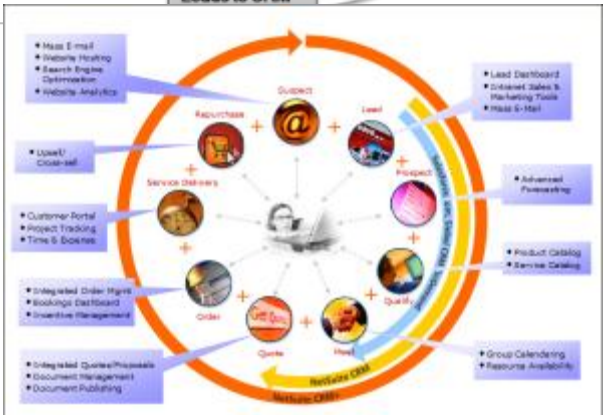 Leads to Grow
• Mass E-mail
• Website Hosting
• Search Engine
Optimization
• Website Analytics
Suspect
• Lead Dashboard
• Intranet Sales &
Marketing Tools
• Mass E-Mail
Repurchase
Lead
• Upsell/
Cross-sell
Prospect
• Advanced
Forecasting
Service Delivery
• Customer Portal
• Project Tracking
• Time & Expense
• Product Catalog
• Service Catalog
Qualify
• Integrated Order Mgmt
• Bookings Dashboard
• Incentive Management
Order
Quote
Meet
• Group Calendaring
• Resource Availability
• Integrated Quotes/Proposals
• Document Management
• Document Publishing
NetSuite CRM
NetSuite CRM+